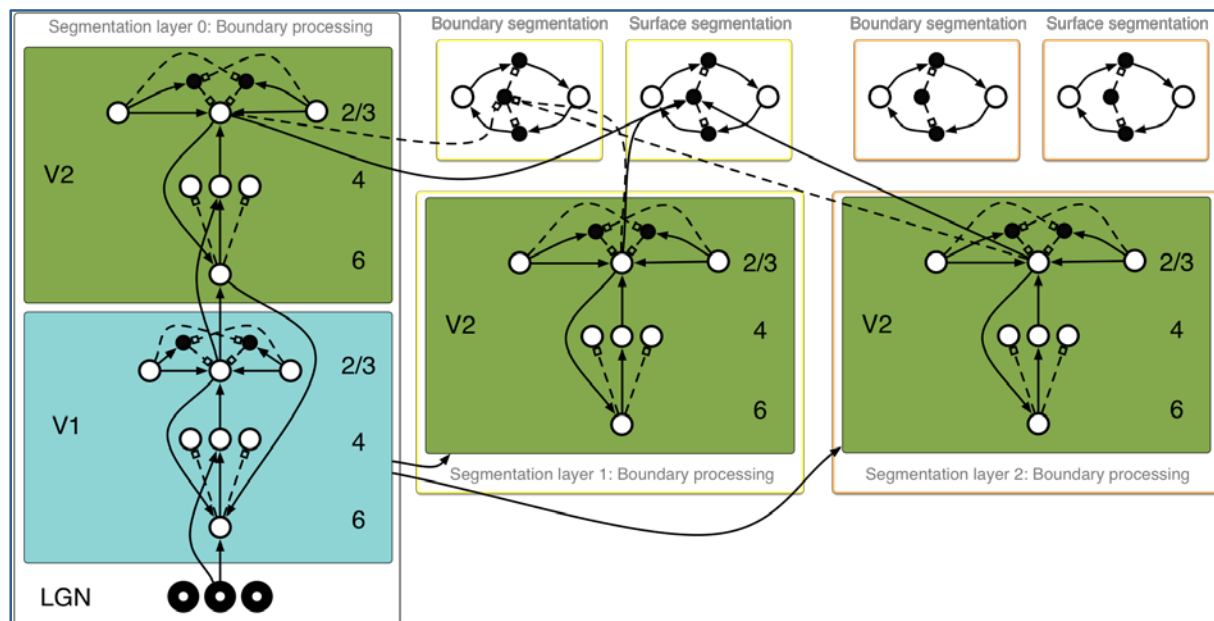 Segmentation layer 0: Boundary processing
V2
2/3
4
6
V1
2/3
4
6
LGN
Boundary segmentation
Surface segmentation
V2
2/3
4
6
Segmentation layer 1: Boundary processing
Boundary segmentation
Surface segmentation
V2
2/3
4
6
Segmentation layer 2: Boundary processing